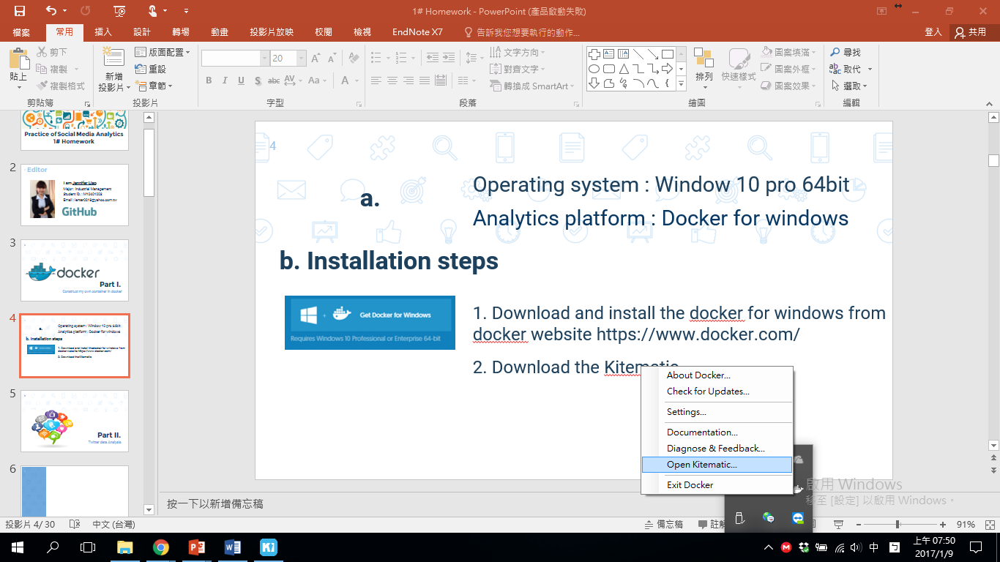 1# Homework - PowerPoint (產品啟動失敗)
檔案 常用 插入 設計 轉場 動畫 投影片放映 校閱 檢視 EndNote X7 告訴我您想要執行的動作... 登入 共用
貼上 剪下 複製 複製格式 剪貼簿
新增投影片 版面配置 重設 章節 投影片
20 A A
B I U S abc AV Aa A
字型
文字方向 對齊文字 轉換成 SmartArt 段落
排列 快速樣式 圖案填滿 圖案外框 圖案效果 繪圖
尋找 取代 選取 編輯
Practice of Social Media Analytics
1# Homework
2
Editor
I am Jennifer Liao
Major : Industrial Management
GitHub
3
docker
Part I.
Construct my own container in docker
4
a.
Operating system : Window 10 pro 64bit
Analytics platform : Docker for windows
b. Installation steps
1. Download and install the docker for windows from
docker website https://www.docker.com/
2. Download the Kitematic
5
Part II.
Twitter data Analysis
6
4
a.
Operating system : Window 10 pro 64bit
Analytics platform : Docker for windows
b. Installation steps
Get Docker for Windows
Requires Windows 10 Professional or Enterprise 64-bit
1. Download and install the docker for windows from
docker website https://www.docker.com/
2. Download the Kitematic
About Docker...
Check for Updates...
Settings...
Documentation...
Diagnose & Feedback...
Open Kitematic...
Exit Docker
啟用 Windows
移至 [設定] 以啟用 Windows。
按一下以新增備忘稿
投影片 4/ 30 中文 (台灣) 備忘稿 註解 91%
中 上午 07:50
2017/1/9